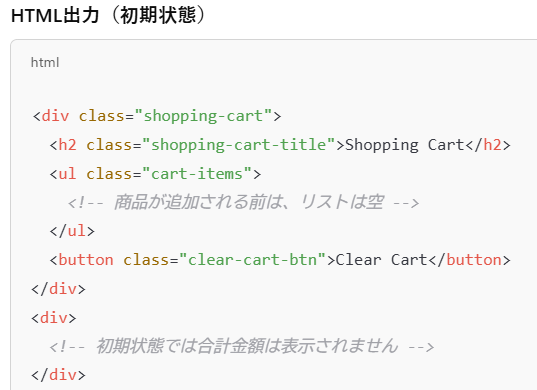 HTML出力（初期状態）
html
<div class="shopping-cart">
  <h2 class="shopping-cart-title">Shopping Cart</h2>
  <ul class="cart-items">
    <!-- 商品が追加される前は、リストは空 -->
  </ul>
  <button class="clear-cart-btn">Clear Cart</button>
</div>
<div>
  <!-- 初期状態では合計金額は表示されません -->
</div>